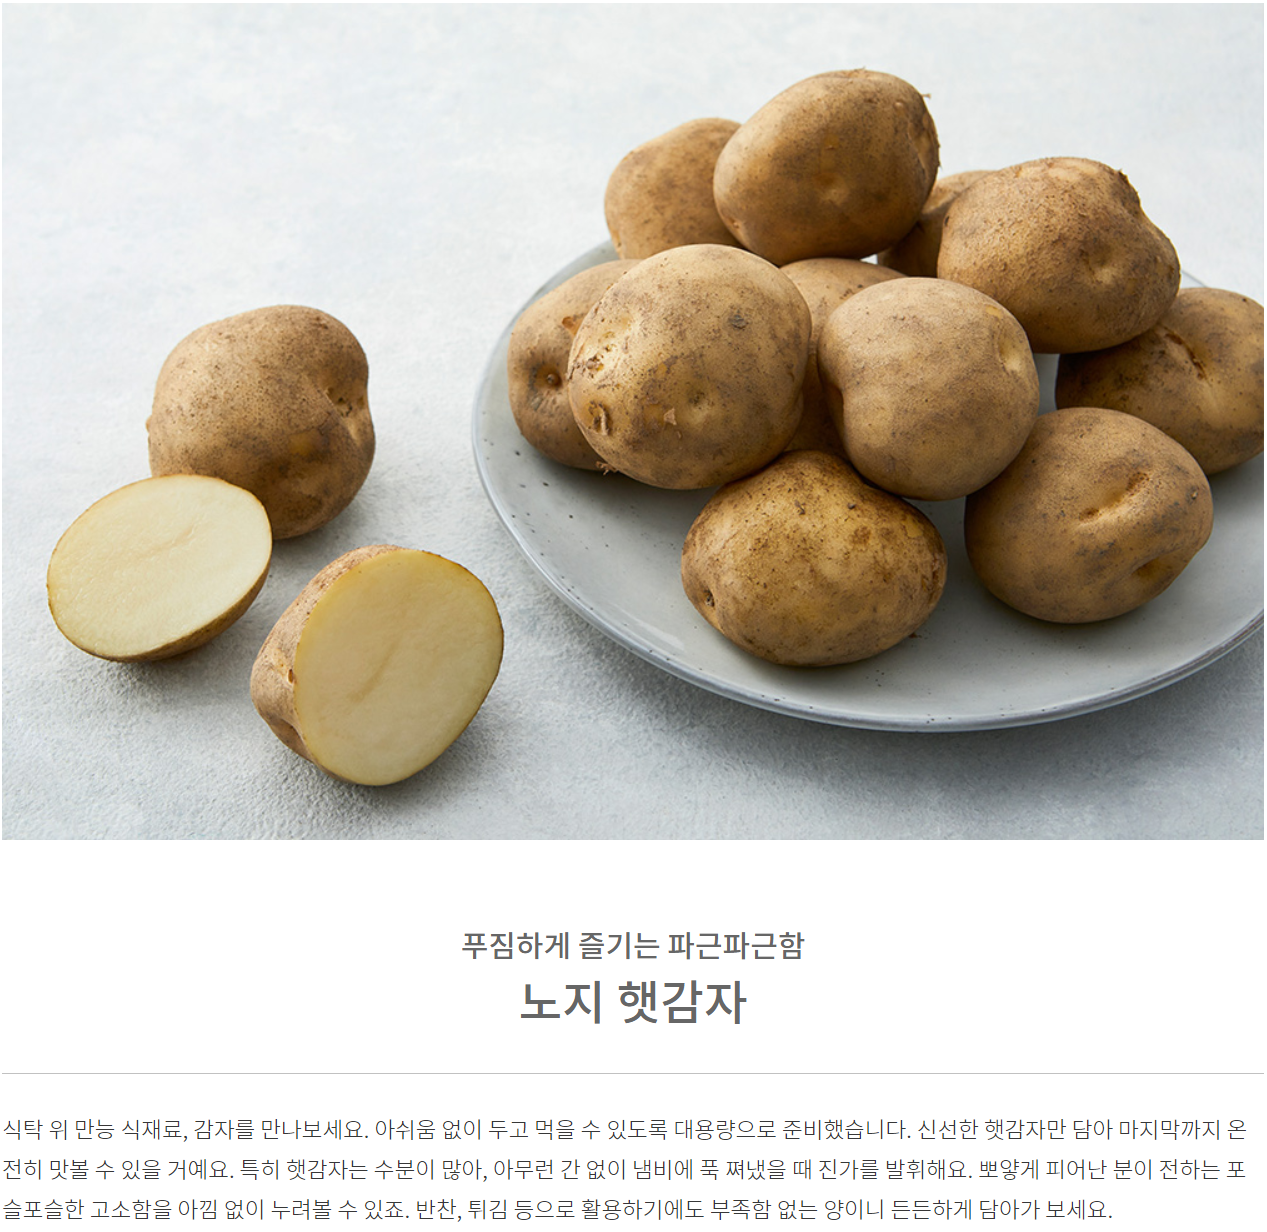 푸짐하게 즐기는 파근파근함
노지 햇감자
식탁 위 만능 식재료, 감자를 만나보세요. 아쉬움 없이 두고 먹을 수 있도록 대용량으로 준비했습니다. 신선한 햇감자만 담아 마지막까지 온
전히 맛볼 수 있을 거예요. 특히 햇감자는 수분이 많아, 아무런 간 없이 냄비에 푹 쪄냈을 때 진가를 발휘해요. 뽀얗게 피어난 분이 전하는 포
슬포슬한 고소함을 아낌 없이 누려볼 수 있죠. 반찬, 튀김 등으로 활용하기에도 부족함 없는 양이니 든든하게 담아가 보세요.